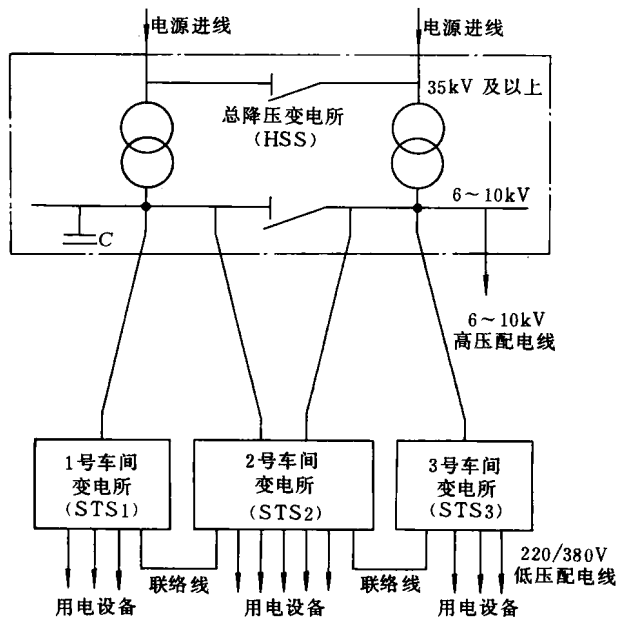 电源进线
电源进线
35kV 及以上
总降压变电所
(HSS)
6~10kV
C
6~10kV
高压配电线
1号车间
变电所
(STS1)
2号车间
变电所
(STS2)
3号车间
变电所
(STS3)
220/380V
低压配电线
联络线
联络线
用电设备
用电设备
用电设备